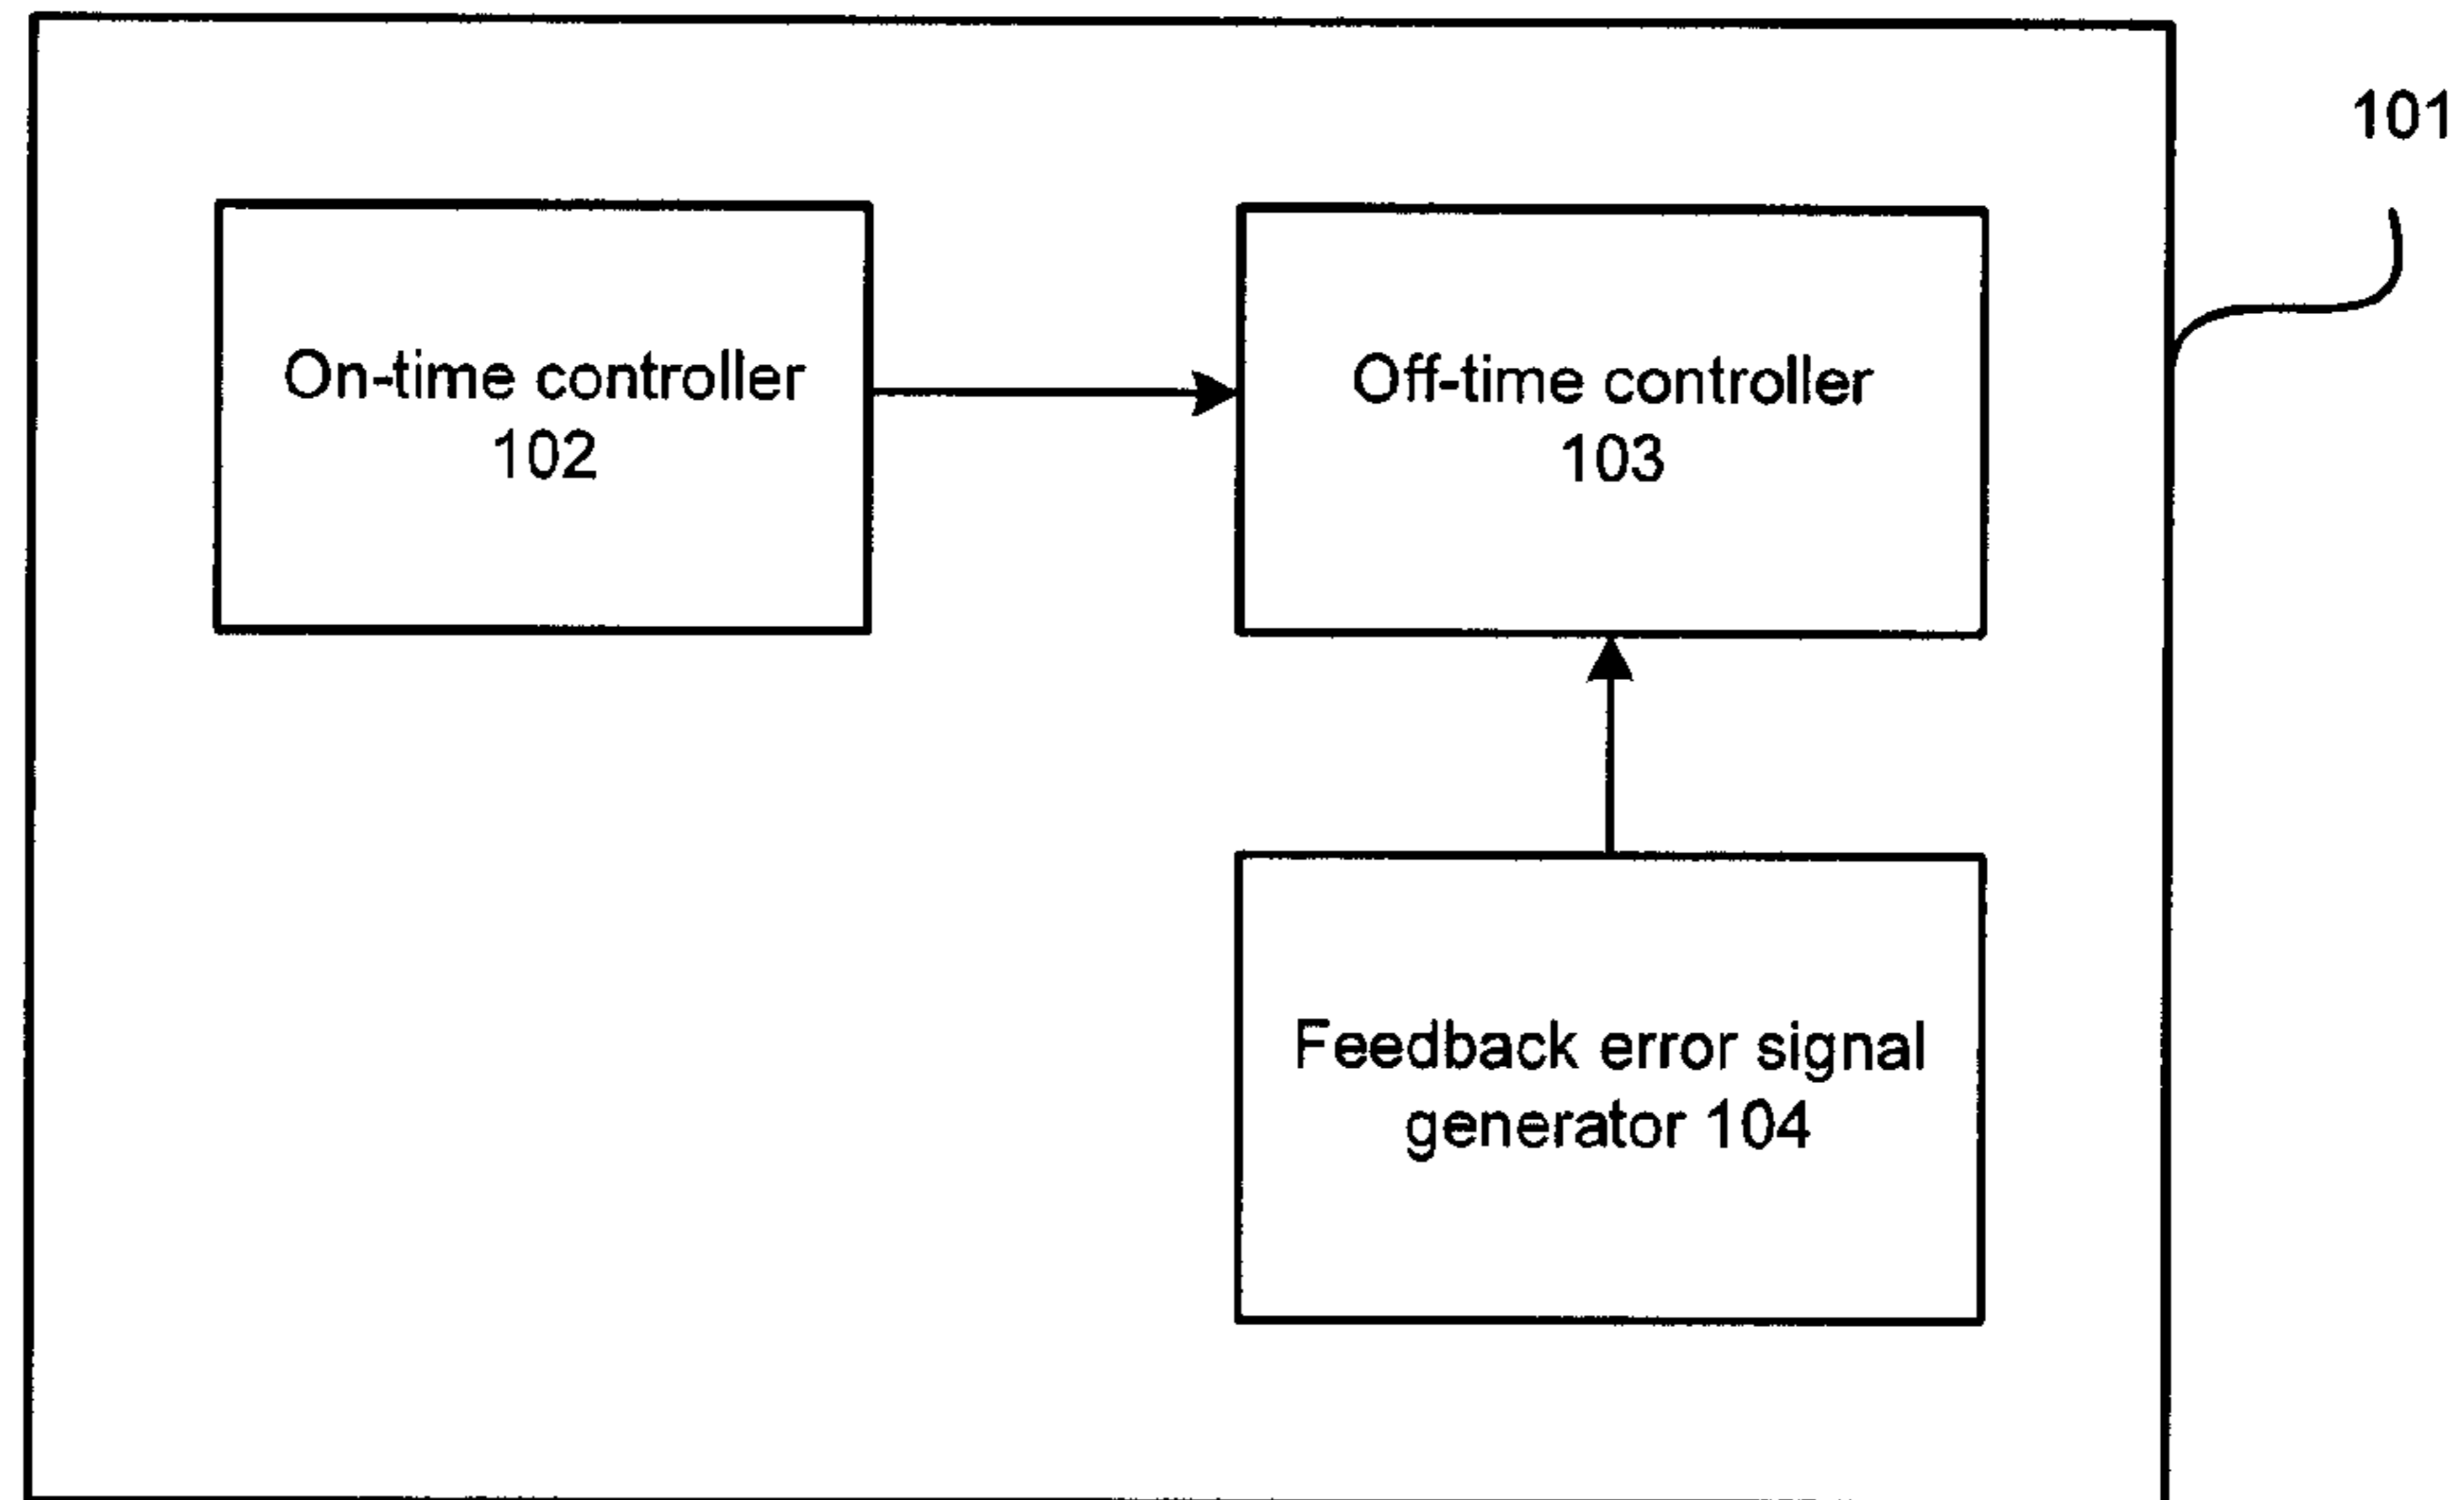 101
On-time controller
102
Off-time controller
103
Feedback error signal
generator 104